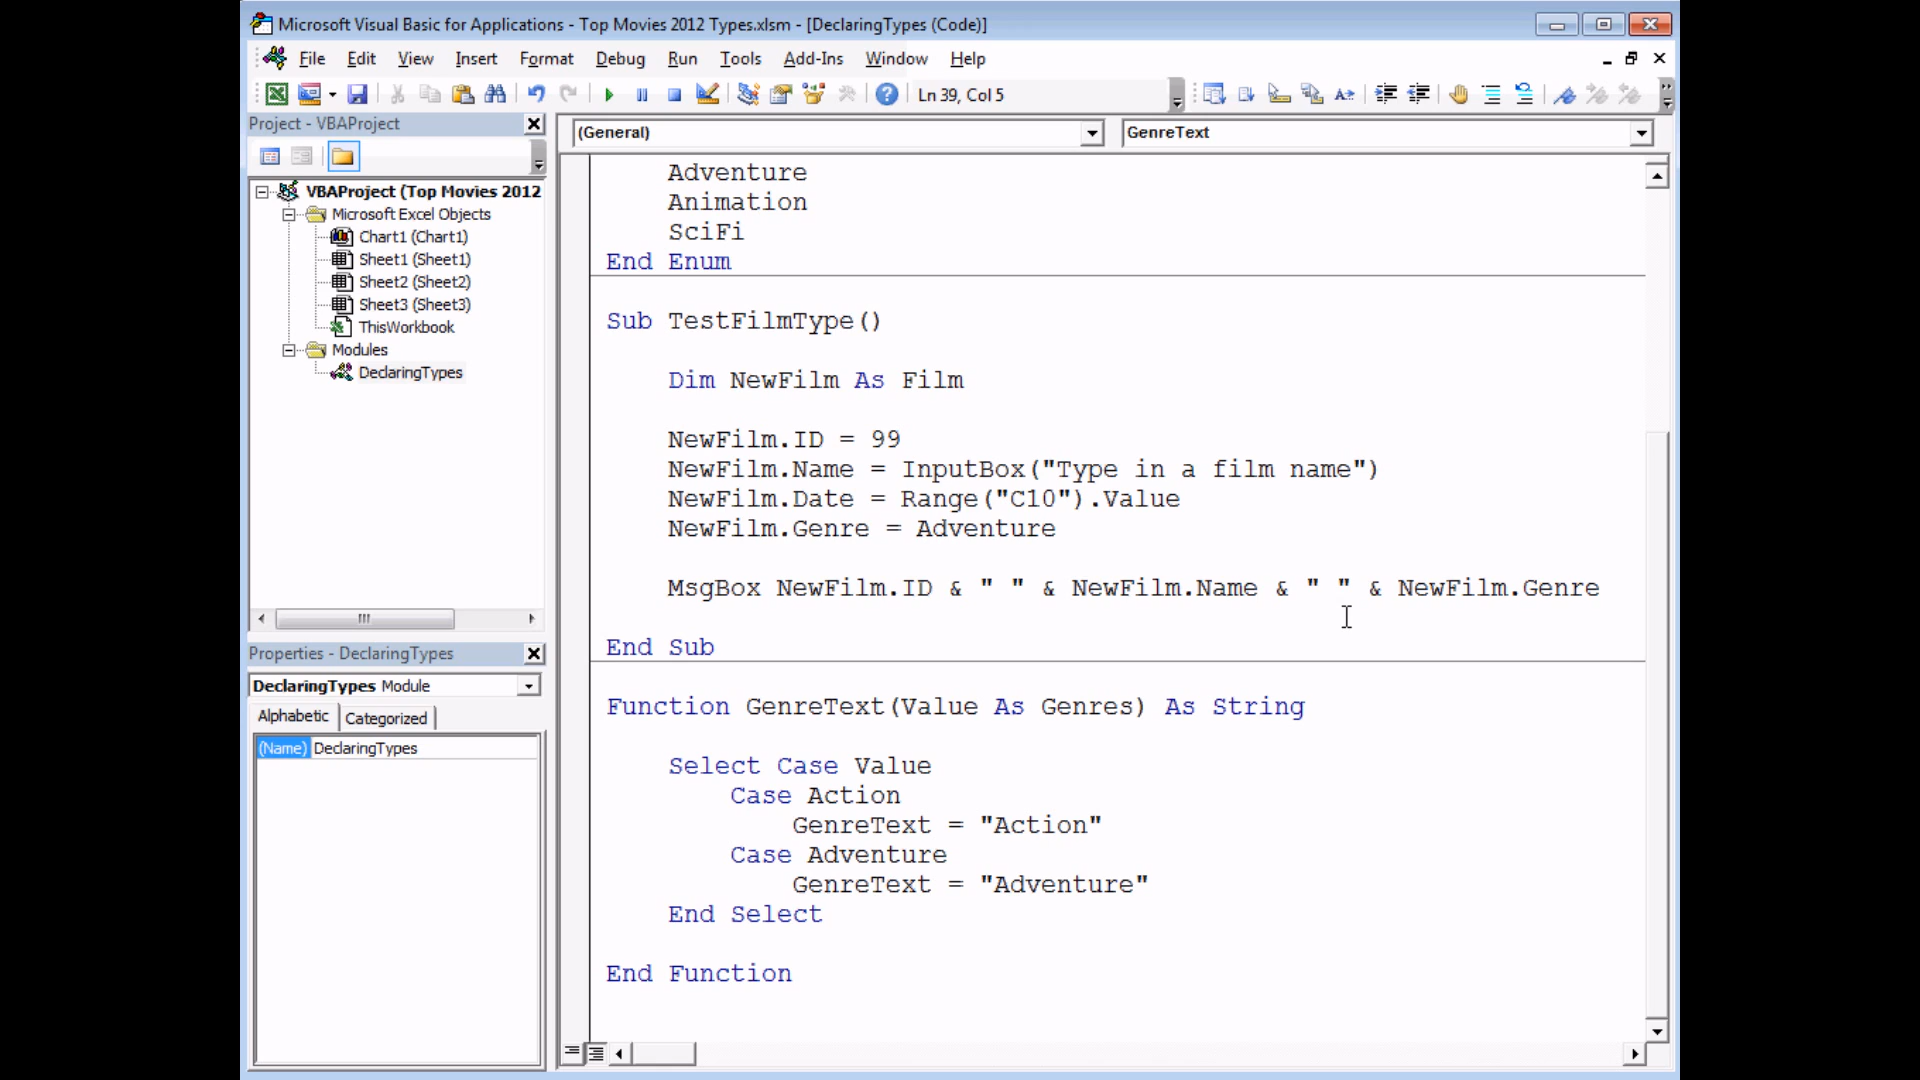 Microsoft Visual Basic for Applications - Top Movies 2012 Types.xlsm - [DeclaringTypes (Code)]
File Edit View Insert Format Debug Run Tools Add-Ins Window Help
Ln 39, Col 5
Project - VBAProject
VBAProject (Top Movies 2012
Microsoft Excel Objects
Chart1 (Chart1)
Sheet1 (Sheet1)
Sheet2 (Sheet2)
Sheet3 (Sheet3)
ThisWorkbook
Modules
DeclaringTypes
Properties - DeclaringTypes
DeclaringTypes Module
Alphabetic Categorized
(Name) DeclaringTypes
(General) GenreText
Adventure
Animation
SciFi
End Enum
Sub TestFilmType()
Dim NewFilm As Film
NewFilm.ID = 99
NewFilm.Name = InputBox("Type in a film name")
NewFilm.Date = Range("C10").Value
NewFilm.Genre = Adventure
MsgBox NewFilm.ID & " " & NewFilm.Name & " " & NewFilm.Genre
End Sub
Function GenreText(Value As Genres) As String
Select Case Value
Case Action
GenreText = "Action"
Case Adventure
GenreText = "Adventure"
End Select
End Function